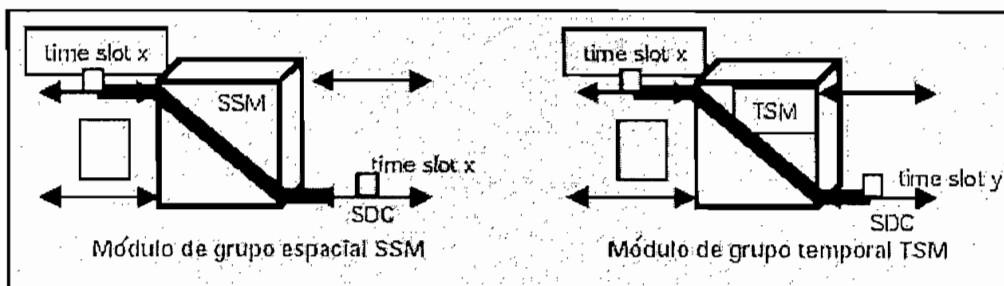 time slot x
SSM
time slot x
SDC
Módulo de grupo espacial SSM
time slot x
TSM
time slot y
SDC
Módulo de grupo temporal TSM